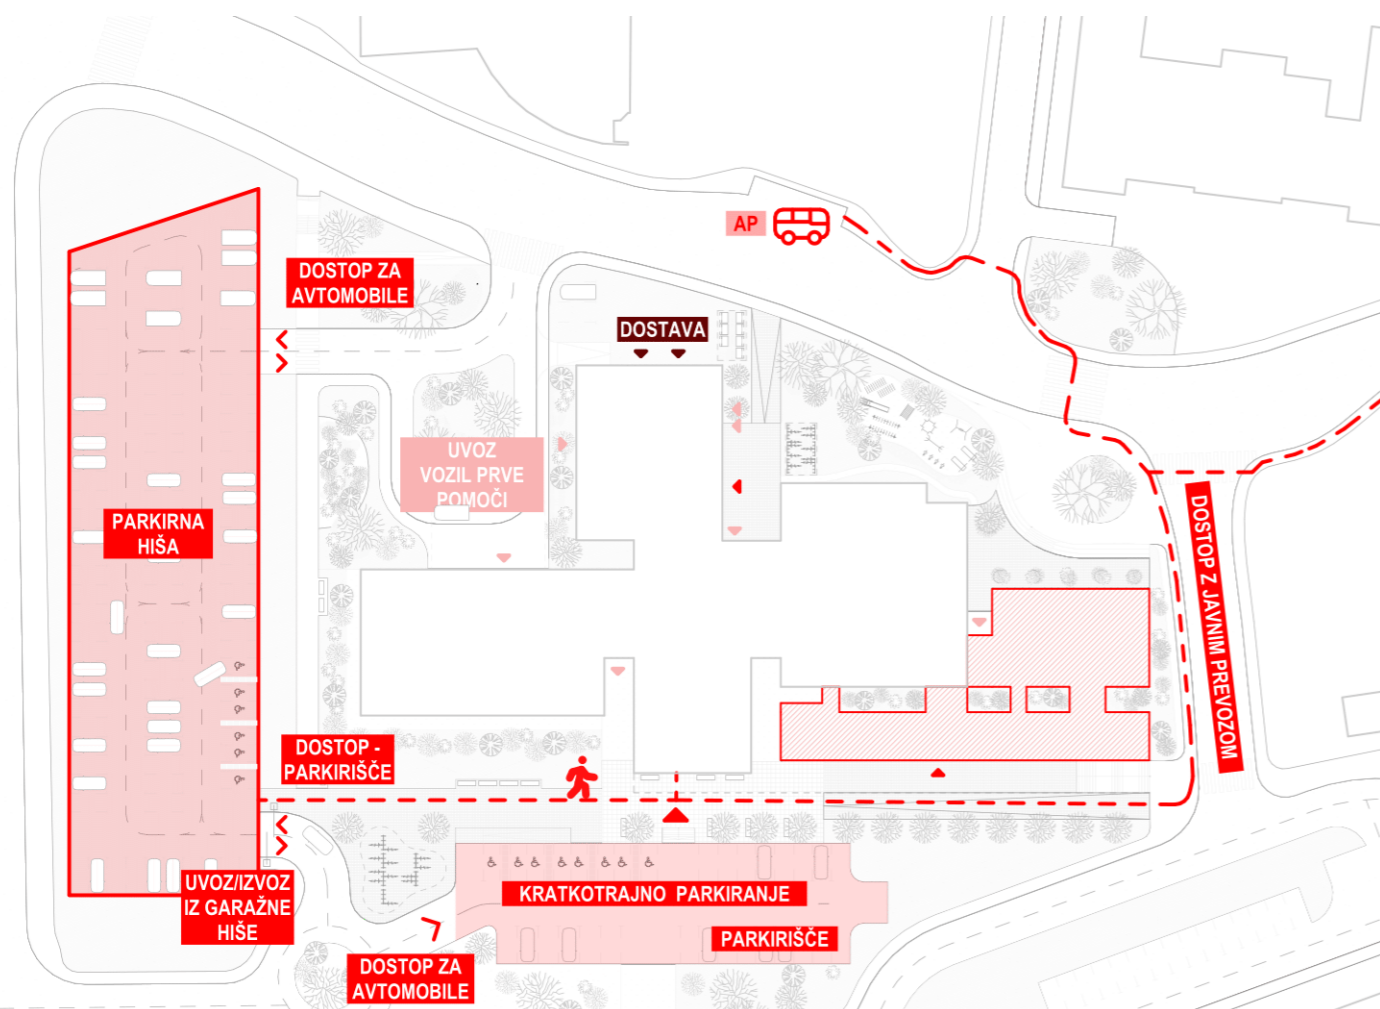 AP
DOSTOP ZA
AVTOMOBILE
DOSTAVA
UVOZ
VOZIL PRVE
POMOČI
PARKIRNA
HIŠA
DOSTOP Z JAVNIM PREVOZOM
DOSTOP -
PARKIRIŠČE
UVOZ/IZVOZ
IZ GARAŽNE
HIŠE
KRATKOTRAJNO PARKIRANJE
PARKIRIŠČE
DOSTOP ZA
AVTOMOBILE